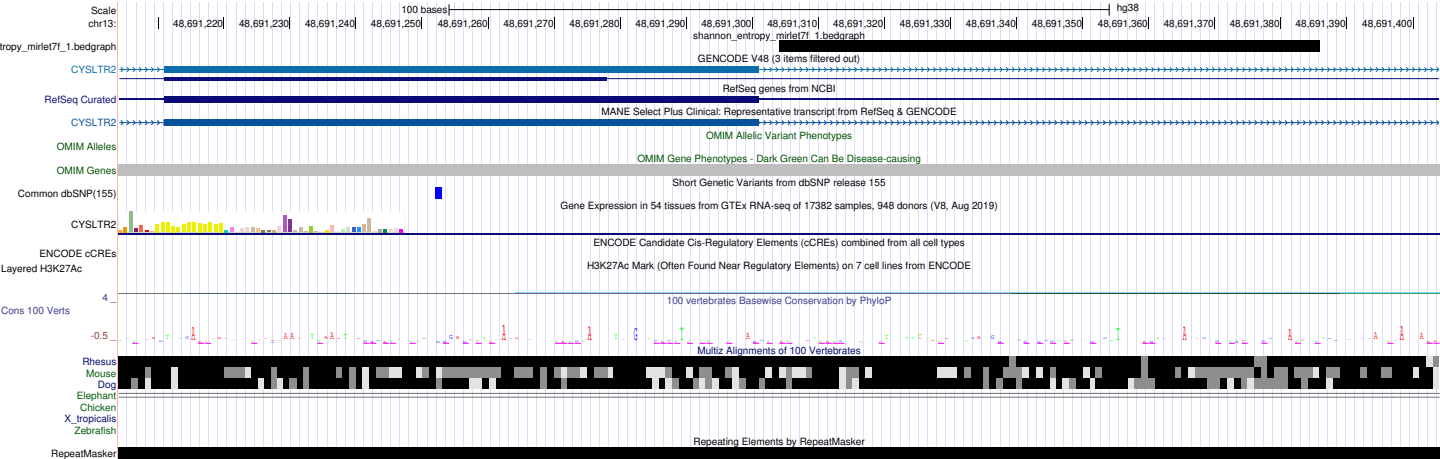 Scale 100 bases hg38
chr13: 48,691,220 48,691,230 48,691,240 48,691,250 48,691,260 48,691,270 48,691,280 48,691,290 48,691,300 48,691,310 48,691,320 48,691,330 48,691,340 48,691,350 48,691,360 48,691,370 48,691,380 48,691,390 48,691,400
shannon_entropy_mirlet7f_1.bedgraph
tropy_mirlet7f_1.bedgraph
GENCODE V48 (3 items filtered out)
CYSLTR2
RefSeq genes from NCBI
RefSeq Curated
MANE Select Plus Clinical: Representative transcript from RefSeq & GENCODE
CYSLTR2
OMIM Allelic Variant Phenotypes
OMIM Alleles
OMIM Gene Phenotypes - Dark Green Can Be Disease-causing
OMIM Genes
Short Genetic Variants from dbSNP release 155
Common dbSNP(155)
Gene Expression in 54 tissues from GTEx RNA-seq of 17382 samples, 948 donors (V8, Aug 2019)
CYSLTR2
ENCODE Candidate Cis-Regulatory Elements (cCREs) combined from all cell types
ENCODE cCREs
H3K27Ac Mark (Often Found Near Regulatory Elements) on 7 cell lines from ENCODE
Layered H3K27Ac
100 vertebrates Basewise Conservation by PhyloP
4 _
Cons 100 Verts
-0.5 _
Multiz Alignments of 100 Vertebrates
Rhesus
Mouse
Dog
Elephant
Chicken
X_tropicalis
Zebrafish
Repeating Elements by RepeatMasker
RepeatMasker